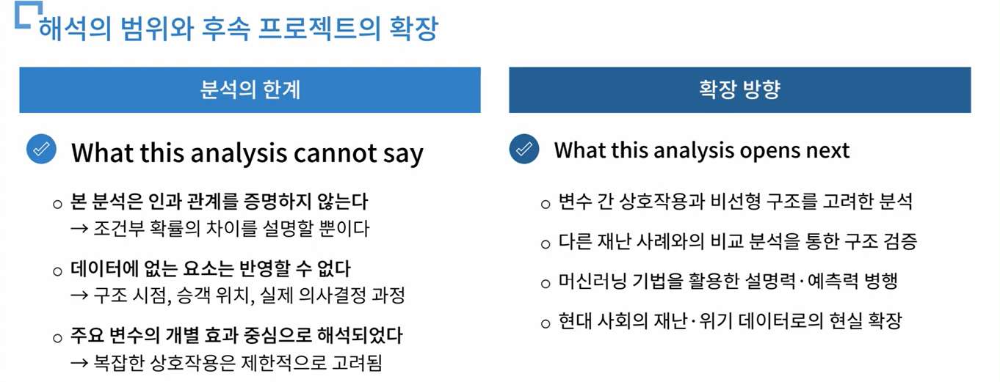 해석의 범위와 후속 프로젝트의 확장
분석의 한계
What this analysis cannot say
○ 본 분석은 인과 관계를 증명하지 않는다
→ 조건부 확률의 차이를 설명할 뿐이다
○ 데이터에 없는 요소는 반영할 수 없다
→ 구조 시점, 승객 위치, 실제 의사결정 과정
○ 주요 변수의 개별 효과 중심으로 해석되었다
→ 복잡한 상호작용은 제한적으로 고려됨
확장 방향
What this analysis opens next
○ 변수 간 상호작용과 비선형 구조를 고려한 분석
○ 다른 재난 사례와의 비교 분석을 통한 구조 검증
○ 머신러닝 기법을 활용한 설명력·예측력 병행
○ 현대 사회의 재난·위기 데이터로의 현실 확장